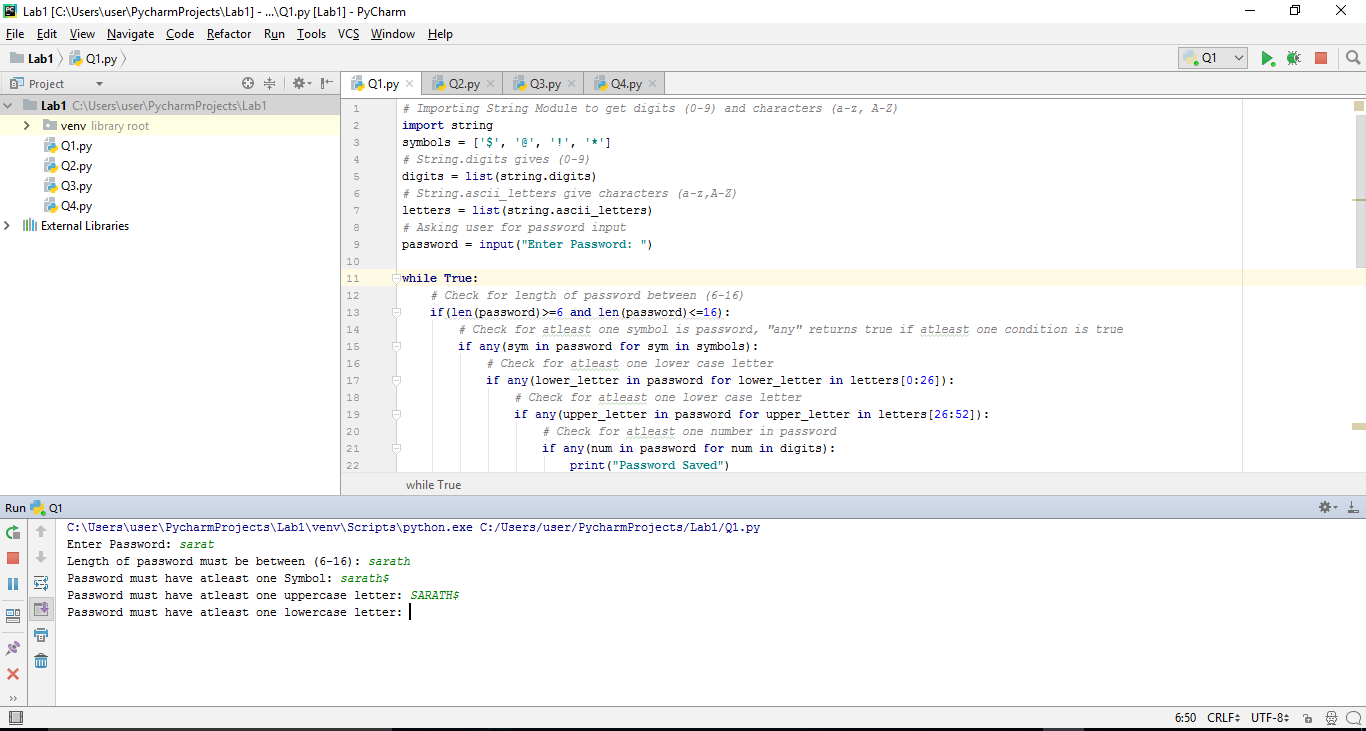 Lab1 [C:\Users\user\PycharmProjects\Lab1] - ...\Q1.py [Lab1] - PyCharm
File Edit View Navigate Code Refactor Run Tools VCS Window Help
Lab1 Q1.py Q1
Project
Q1.py Q2.py Q3.py Q4.py
Lab1 C:\Users\user\PycharmProjects\Lab1
venv library root
Q1.py
Q2.py
Q3.py
Q4.py
External Libraries
1 # Importing String Module to get digits (0-9) and characters (a-z, A-Z)
2 import string
3 symbols = ['$', '@', '!', '*']
4 # String.digits gives (0-9)
5 digits = list(string.digits)
6 # String.ascii_letters give characters (a-z,A-Z)
7 letters = list(string.ascii_letters)
8 # Asking user for password input
9 password = input("Enter Password: ")
10
11 while True:
12 # Check for length of password between (6-16)
13 if(len(password)>=6 and len(password)<=16):
14 # Check for atleast one symbol is password, "any" returns true if atleast one condition is true
15 if any(sym in password for sym in symbols):
16 # Check for atleast one lower case letter
17 if any(lower_letter in password for lower_letter in letters[0:26]):
18 # Check for atleast one lower case letter
19 if any(upper_letter in password for upper_letter in letters[26:52]):
20 # Check for atleast one number in password
21 if any(num in password for num in digits):
22 print("Password Saved")
while True
Run Q1
C:\Users\user\PycharmProjects\Lab1\venv\Scripts\python.exe C:/Users/user/PycharmProjects/Lab1/Q1.py
Enter Password: sarat
Length of password must be between (6-16): sarath
Password must have atleast one Symbol: sarath$
Password must have atleast one uppercase letter: SARATH$
Password must have atleast one lowercase letter:
6:50 CRLF UTF-8